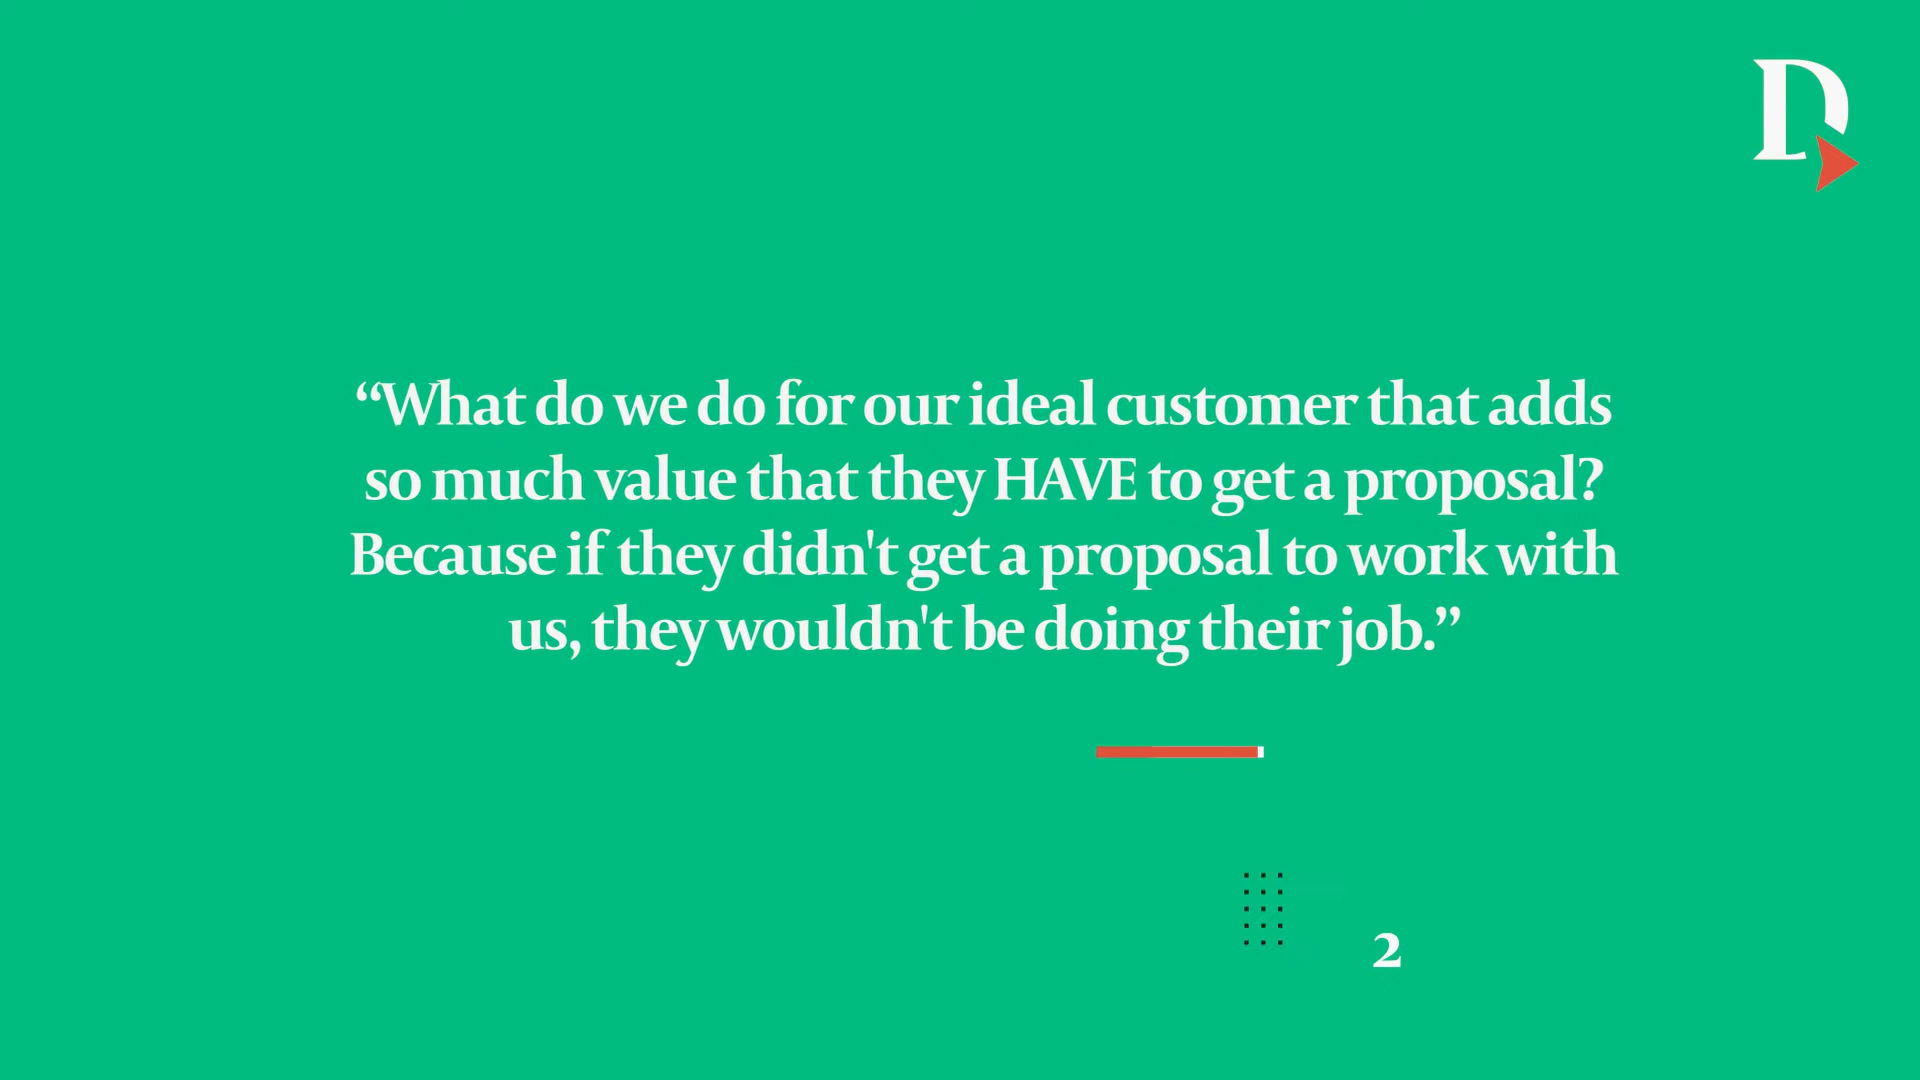 “What do we do for our ideal customer that adds
so much value that they HAVE to get a proposal?
Because if they didn't get a proposal to work with
us, they wouldn't be doing their job.”
D
2